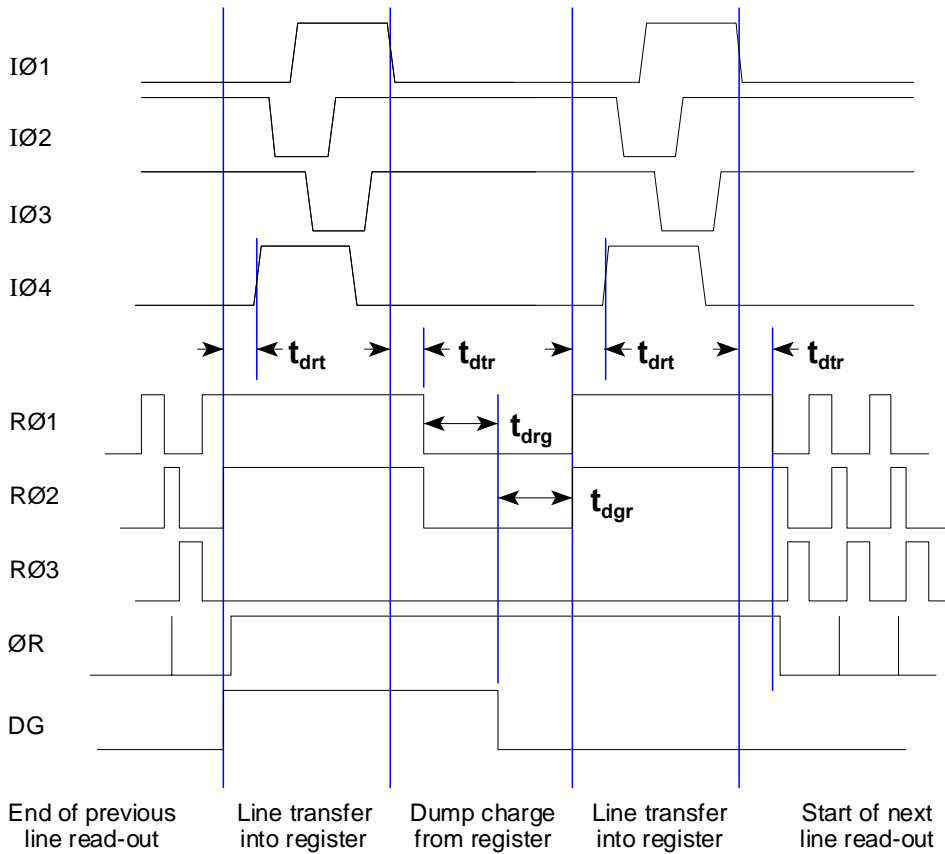 IØ1
IØ2
IØ3
IØ4
tdrt
tdtr
tdrt
tdtr
RØ1
tdrg
RØ2
tdgr
RØ3
ØR
DG
End of previous
line read-out
Line transfer
into register
Dump charge
from register
Line transfer
into register
Start of next
line read-out